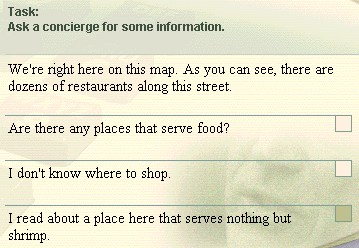 Task:
Ask a concierge for some information.
We're right here on this map. As you can see, there are
dozens of restaurants along this street.
Are there any places that serve food?
I don't know where to shop.
I read about a place here that serves nothing but
shrimp.